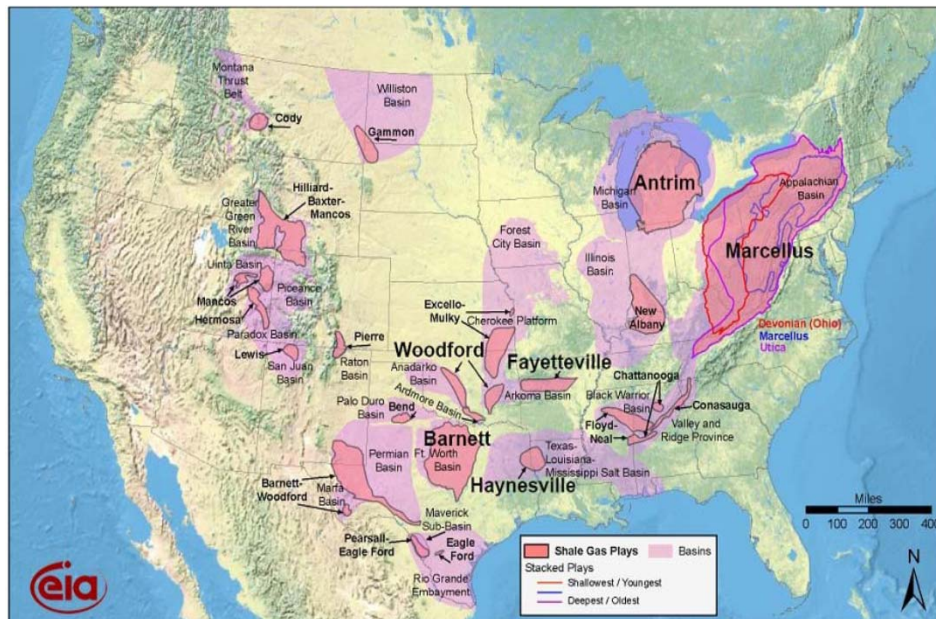 Montana
Thrust
Belt
Cody
Williston
Basin
Gammon
Hilliard-
Baxter-
Mancos
Greater
Green
River
Basin
Uinta Basin
Mancos
Piceance
Basin
Hermosa
Paradox Basin
Lewis
San Juan
Basin
Pierre
Raton
Basin
Forest
City Basin
Excello-
Mulky
Cherokee Platform
Woodford
Anadarko
Basin
Ardmore Basin
Palo Duro
Basin
Bend
Fayetteville
Arkoma Basin
Michigan
Basin
Antrim
Illinois
Basin
New
Albany
Appalachian
Basin
Marcellus
Devonian (Ohio)
Marcellus
Utica
Chattanooga
Black Warrior
Basin
Conasauga
Floyd-
Neal
Valley and
Ridge Province
Permian
Basin
Barnett
Ft. Worth
Basin
Haynesville
Texas-
Louisiana-
Mississippi Salt Basin
Barnett-
Woodford
Marfa
Basin
Maverick
Sub-Basin
Pearsall-
Eagle Ford
Eagle
Ford
Rio Grande
Embayment
Miles
0 100 200 300 400
N
Shale Gas Plays
Basins
Stacked Plays
Shallowest / Youngest
Deepest / Oldest
eia